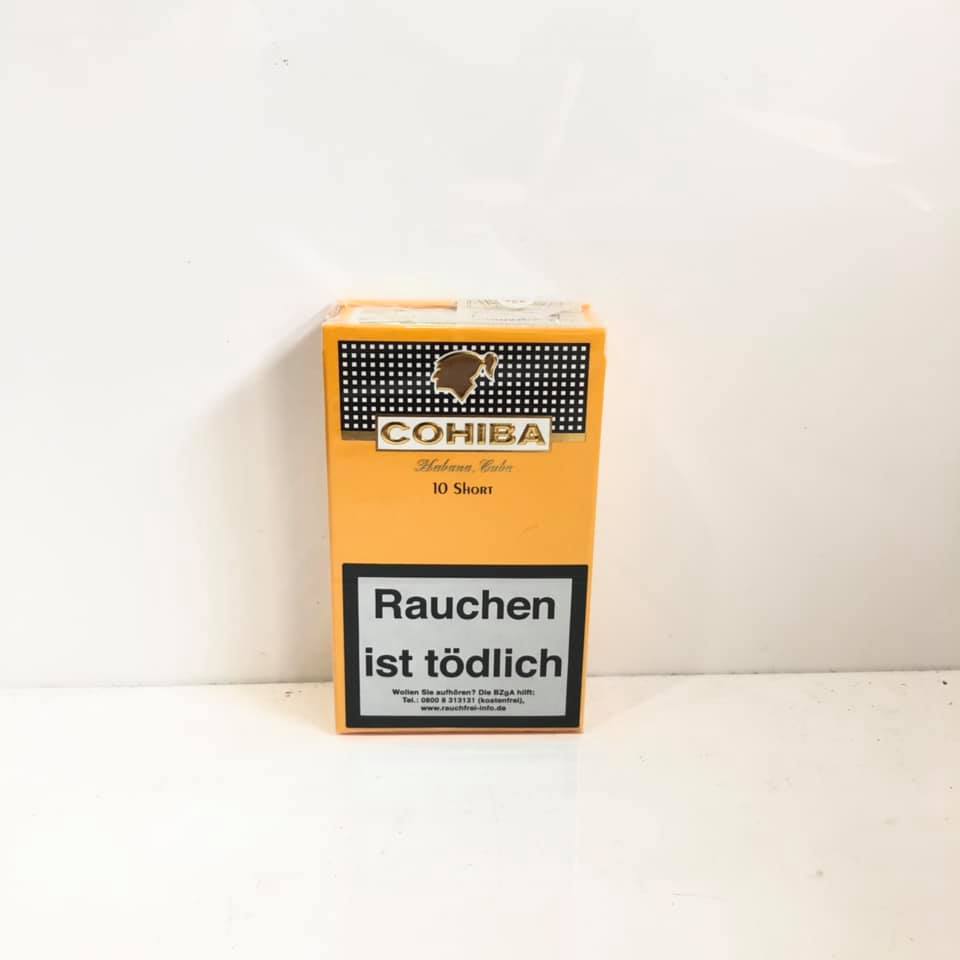 COHIBA
Habana, Cuba
10 SHORT
Rauchen
ist tödlich
Wollen Sie aufhören? Die BZgA hilft:
Tel.: 0800 8 313131 (kostenfrei),
www.rauchfrei-info.de